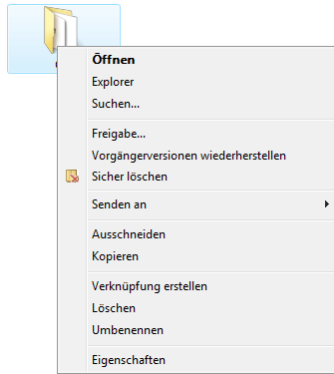 Öffnen
Explorer
Suchen...
Freigabe...
Vorgängerversionen wiederherstellen
Sicher löschen
Senden an
Ausschneiden
Kopieren
Verknüpfung erstellen
Löschen
Umbenennen
Eigenschaften